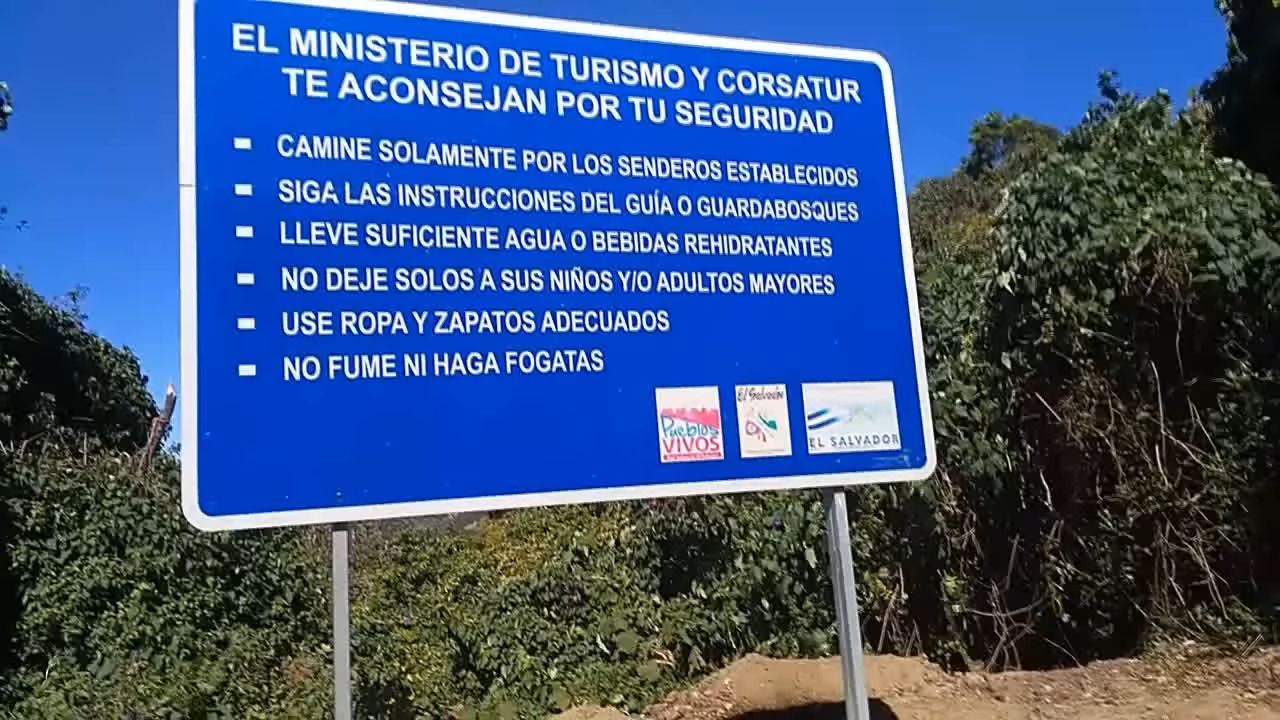 EL MINISTERIO DE TURISMO Y CORSATUR
TE ACONSEJAN POR TU SEGURIDAD
CAMINE SOLAMENTE POR LOS SENDEROS ESTABLECIDOS
SIGA LAS INSTRUCCIONES DEL GUÍA O GUARDABOSQUES
LLEVE SUFICIENTE AGUA O BEBIDAS REHIDRATANTES
NO DEJE SOLOS A SUS NIÑOS Y/O ADULTOS MAYORES
USE ROPA Y ZAPATOS ADECUADOS
NO FUME NI HAGA FOGATAS
Pueblos
VIVOS
El Salvador
EL SALVADOR